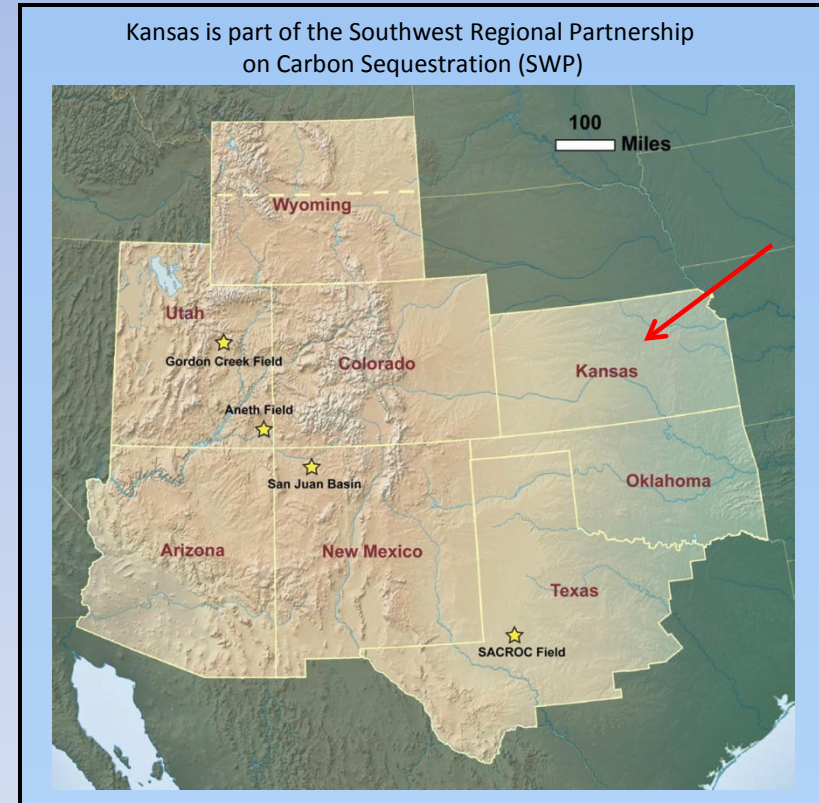 Kansas is part of the Southwest Regional Partnership
on Carbon Sequestration (SWP)
100
Miles
Wyoming
Utah
Gordon Creek Field
Colorado
Kansas
Aneth Field
San Juan Basin
Oklahoma
Arizona
New Mexico
Texas
SACROC Field